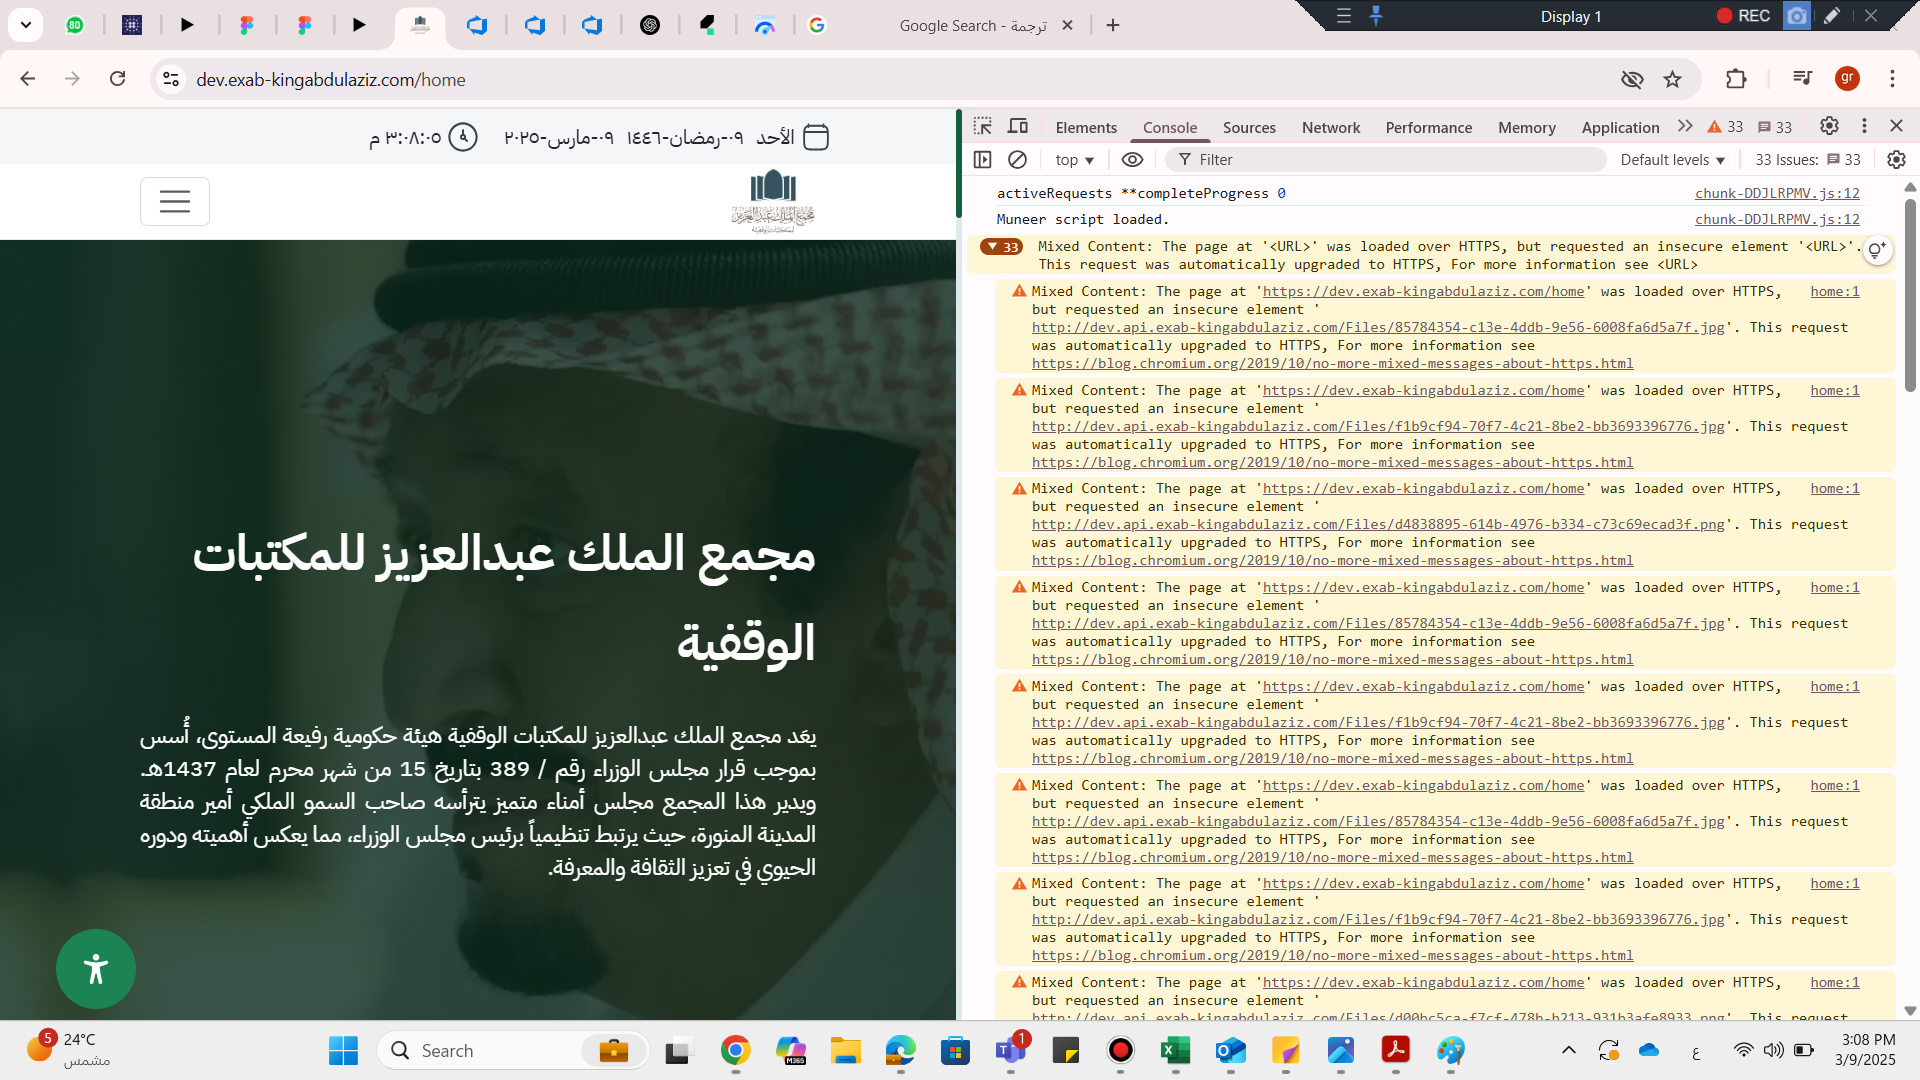 80
Google Search - ترجمة
Display 1
REC
dev.exab-kingabdulaziz.com/home
gr
الأحد
٠٩-رمضان-١٤٤٦
٠٩-مارس-٢٠٢٥
٣:٠٨:٠٥ م
مجمع الملك عبدالعزيز
للمكتبات الوقفية
مجمع الملك عبدالعزيز للمكتبات
الوقفية
يعَد مجمع الملك عبدالعزيز للمكتبات الوقفية هيئة حكومية رفيعة المستوى، أُسس
بموجب قرار مجلس الوزراء رقم / 389 بتاريخ 15 من شهر محرم لعام 1437هـ.
ويدير هذا المجمع مجلس أمناء متميز يترأسه صاحب السمو الملكي أمير منطقة
المدينة المنورة، حيث يرتبط تنظيمياً برئيس مجلس الوزراء، مما يعكس أهميته ودوره
الحيوي في تعزيز الثقافة والمعرفة.
Elements Console Sources Network Performance Memory Application 33 33
top Filter Default levels 33 Issues: 33
activeRequests **completeProgress 0 chunk-DDJLRPMV.js:12
Muneer script loaded. chunk-DDJLRPMV.js:12
33 Mixed Content: The page at '<URL>' was loaded over HTTPS, but requested an insecure element '<URL>'.
This request was automatically upgraded to HTTPS, For more information see <URL>
Mixed Content: The page at 'https://dev.exab-kingabdulaziz.com/home' was loaded over HTTPS, home:1
but requested an insecure element '
http://dev.api.exab-kingabdulaziz.com/Files/85784354-c13e-4ddb-9e56-6008fa6d5a7f.jpg'. This request
was automatically upgraded to HTTPS, For more information see
https://blog.chromium.org/2019/10/no-more-mixed-messages-about-https.html
Mixed Content: The page at 'https://dev.exab-kingabdulaziz.com/home' was loaded over HTTPS, home:1
but requested an insecure element '
http://dev.api.exab-kingabdulaziz.com/Files/f1b9cf94-70f7-4c21-8be2-bb3693396776.jpg'. This request
was automatically upgraded to HTTPS, For more information see
https://blog.chromium.org/2019/10/no-more-mixed-messages-about-https.html
Mixed Content: The page at 'https://dev.exab-kingabdulaziz.com/home' was loaded over HTTPS, home:1
but requested an insecure element '
http://dev.api.exab-kingabdulaziz.com/Files/d4838895-614b-4976-b334-c73c69ecad3f.png'. This request
was automatically upgraded to HTTPS, For more information see
https://blog.chromium.org/2019/10/no-more-mixed-messages-about-https.html
Mixed Content: The page at 'https://dev.exab-kingabdulaziz.com/home' was loaded over HTTPS, home:1
but requested an insecure element '
http://dev.api.exab-kingabdulaziz.com/Files/85784354-c13e-4ddb-9e56-6008fa6d5a7f.jpg'. This request
was automatically upgraded to HTTPS, For more information see
https://blog.chromium.org/2019/10/no-more-mixed-messages-about-https.html
Mixed Content: The page at 'https://dev.exab-kingabdulaziz.com/home' was loaded over HTTPS, home:1
but requested an insecure element '
http://dev.api.exab-kingabdulaziz.com/Files/f1b9cf94-70f7-4c21-8be2-bb3693396776.jpg'. This request
was automatically upgraded to HTTPS, For more information see
https://blog.chromium.org/2019/10/no-more-mixed-messages-about-https.html
Mixed Content: The page at 'https://dev.exab-kingabdulaziz.com/home' was loaded over HTTPS, home:1
but requested an insecure element '
http://dev.api.exab-kingabdulaziz.com/Files/85784354-c13e-4ddb-9e56-6008fa6d5a7f.jpg'. This request
was automatically upgraded to HTTPS, For more information see
https://blog.chromium.org/2019/10/no-more-mixed-messages-about-https.html
Mixed Content: The page at 'https://dev.exab-kingabdulaziz.com/home' was loaded over HTTPS, home:1
but requested an insecure element '
http://dev.api.exab-kingabdulaziz.com/Files/f1b9cf94-70f7-4c21-8be2-bb3693396776.jpg'. This request
was automatically upgraded to HTTPS, For more information see
https://blog.chromium.org/2019/10/no-more-mixed-messages-about-https.html
Mixed Content: The page at 'https://dev.exab-kingabdulaziz.com/home' was loaded over HTTPS, home:1
but requested an insecure element '
http://dev.api.exab-kingabdulaziz.com/Files/d00bc5ca-f7cf-478b-b213-931b3afe8933.png'. This request
5
24°C
مشمس
Search
M365
1
ع
3:08 PM
3/9/2025